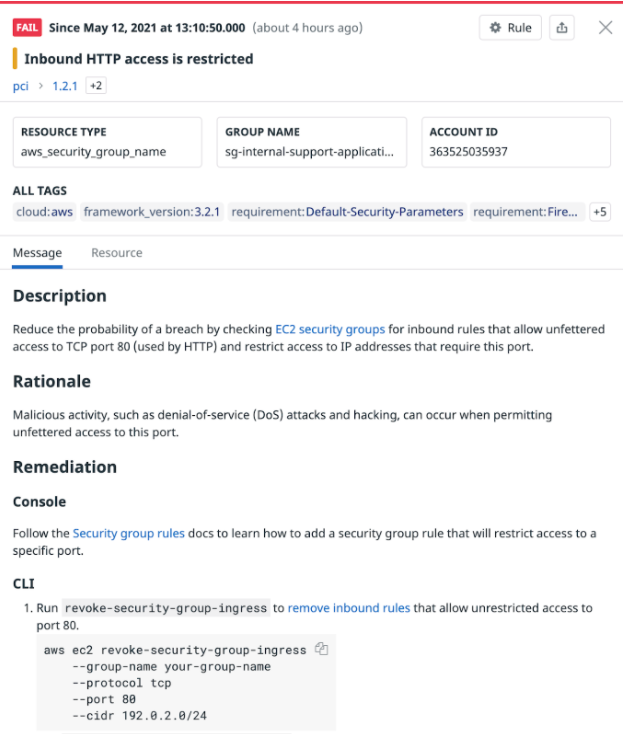 FAIL Since May 12, 2021 at 13:10:50.000 (about 4 hours ago) Rule
Inbound HTTP access is restricted
pci > 1.2.1 +2
RESOURCE TYPE
aws_security_group_name
GROUP NAME
sg-internal-support-applicati...
ACCOUNT ID
363525035937
ALL TAGS
cloud:aws framework_version:3.2.1 requirement:Default-Security-Parameters requirement:Fire... +5
Message Resource
Description
Reduce the probability of a breach by checking EC2 security groups for inbound rules that allow unfettered
access to TCP port 80 (used by HTTP) and restrict access to IP addresses that require this port.
Rationale
Malicious activity, such as denial-of-service (DoS) attacks and hacking, can occur when permitting
unfettered access to this port.
Remediation
Console
Follow the Security group rules docs to learn how to add a security group rule that will restrict access to a
specific port.
CLI
1. Run revoke-security-group-ingress to remove inbound rules that allow unrestricted access to
port 80.
aws ec2 revoke-security-group-ingress
--group-name your-group-name
--protocol tcp
--port 80
--cidr 192.0.2.0/24